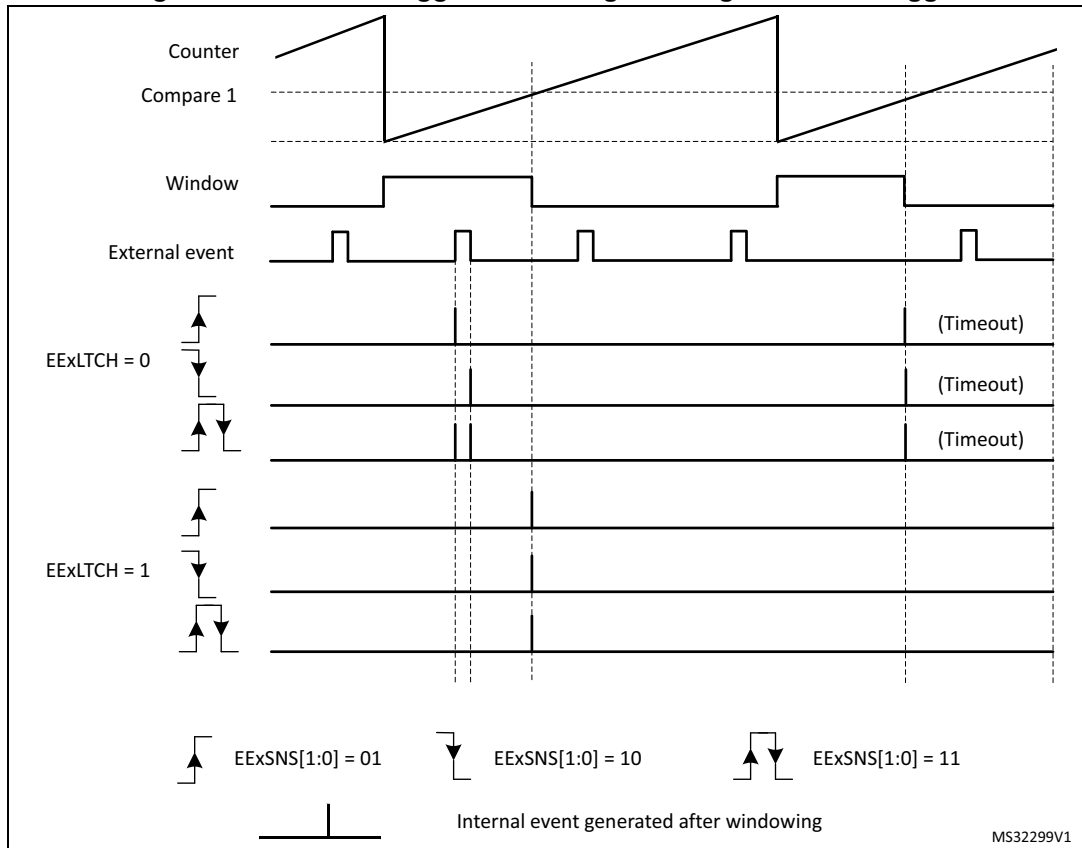 Counter
Compare 1
Window
External event
(Timeout)
EExLTCH = 0
(Timeout)
(Timeout)
EExLTCH = 1
EExSNS[1:0] = 01 EExSNS[1:0] = 10 EExSNS[1:0] = 11
Internal event generated after windowing
MS32299V1